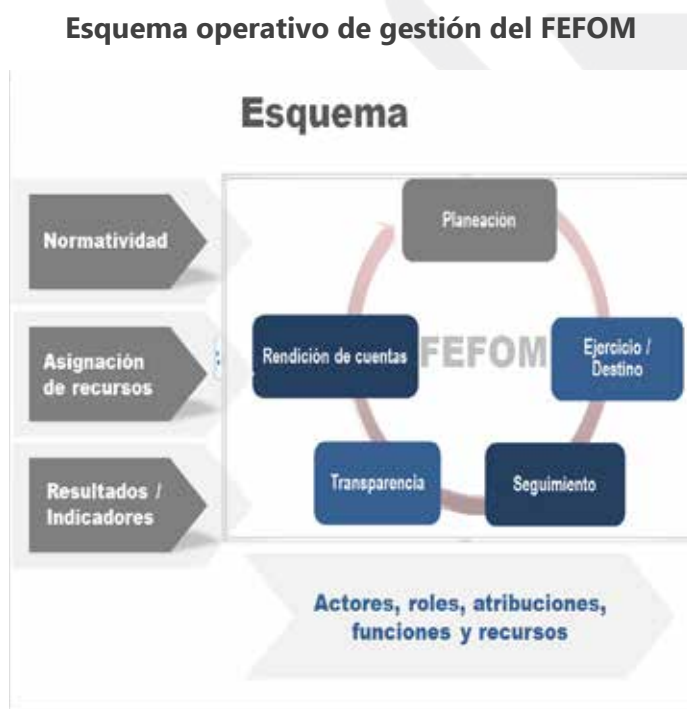 Esquema operativo de gestión del FEFOM
Esquema
Normatividad
Asignación
de recursos
Resultados /
Indicadores
Planeación
Ejercicio /
Destino
Seguimiento
Transparencia
Rendición de cuentas
FEFOM
Actores, roles, atribuciones,
funciones y recursos